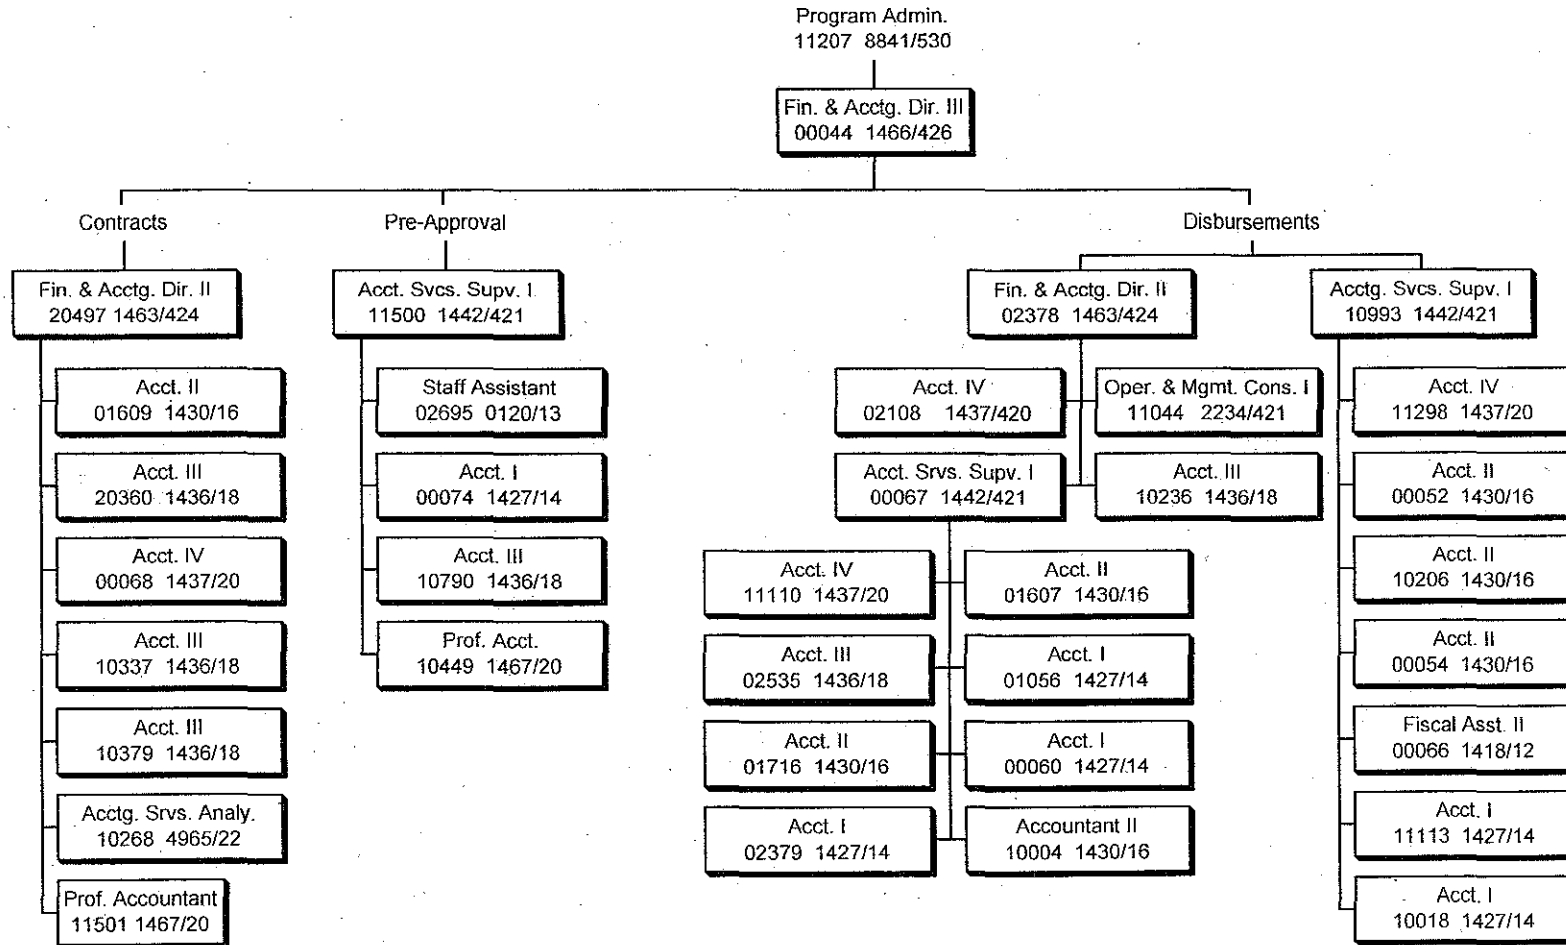 Program Admin.
11207 8841/530
Fin. & Acctg. Dir. III
00044 1466/426
Contracts
Pre-Approval
Disbursements
Fin. & Acctg. Dir. II
20497 1463/424
Acct. II
01609 1430/16
Acct. III
20360 1436/18
Acct. IV
00068 1437/20
Acct. III
10337 1436/18
Acct. III
10379 1436/18
Acctg. Srvs. Analy.
10268 4965/22
Prof. Accountant
11501 1467/20
Acct. Svcs. Supv. I
11500 1442/421
Staff Assistant
02695 0120/13
Acct. I
00074 1427/14
Acct. III
10790 1436/18
Prof. Acct.
10449 1467/20
Fin. & Acctg. Dir. II
02378 1463/424
Acct. IV
02108 1437/420
Oper. & Mgmt. Cons. I
11044 2234/421
Acct. Srvs. Supv. I
00067 1442/421
Acct. III
10236 1436/18
Acct. IV
11110 1437/20
Acct. II
01607 1430/16
Acct. III
02535 1436/18
Acct. I
01056 1427/14
Acct. II
01716 1430/16
Acct. I
00060 1427/14
Acct. I
02379 1427/14
Accountant II
10004 1430/16
Acctg. Svcs. Supv. I
10993 1442/421
Acct. IV
11298 1437/20
Acct. II
00052 1430/16
Acct. II
10206 1430/16
Acct. II
00054 1430/16
Fiscal Asst. II
00066 1418/12
Acct. I
11113 1427/14
Acct. I
10018 1427/14